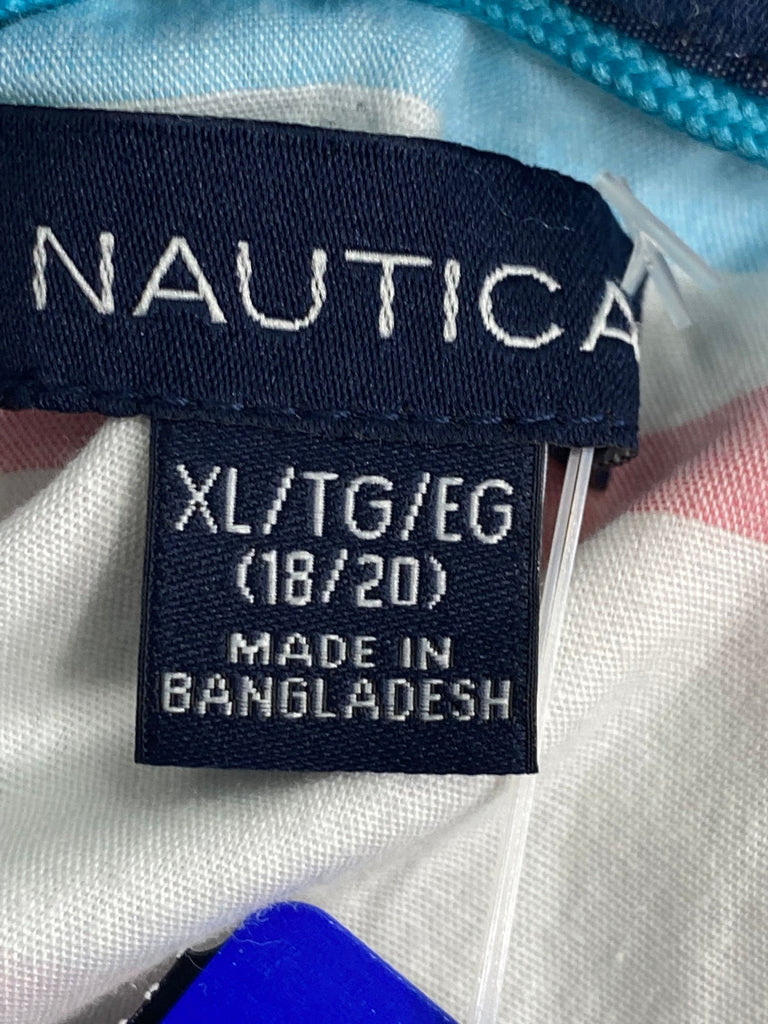 NAUTICA
XL/TG/EG
(18/20)
MADE IN
BANGLADESH